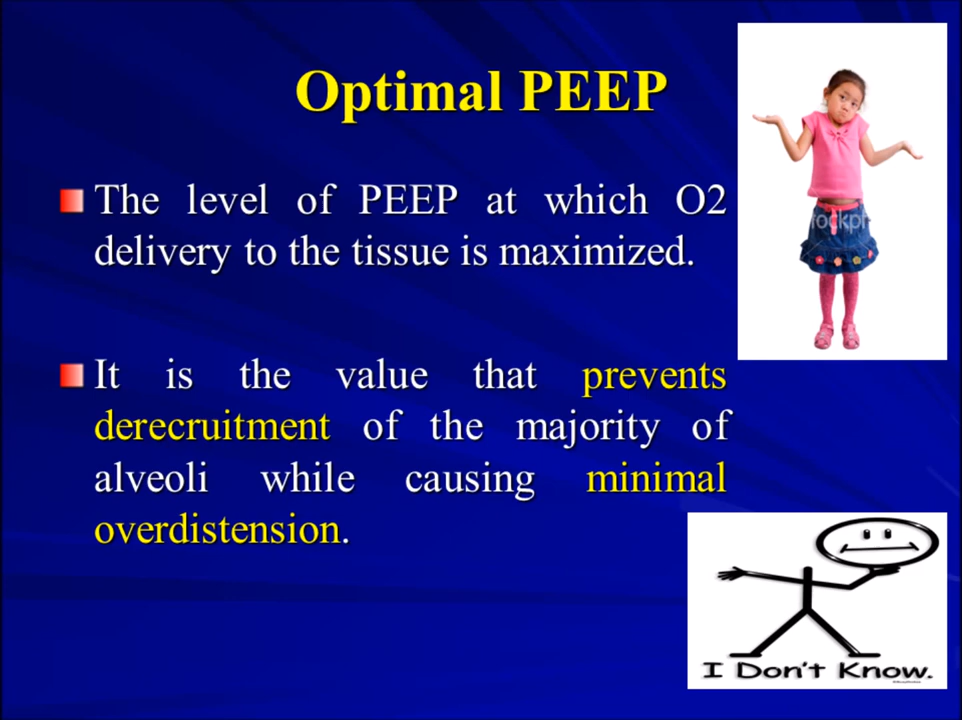 Optimal PEEP
The level of PEEP at which O2
delivery to the tissue is maximized.
It is the value that prevents
derecruitment of the majority of
alveoli while causing minimal
overdistension.
ockph
I Don't Know.